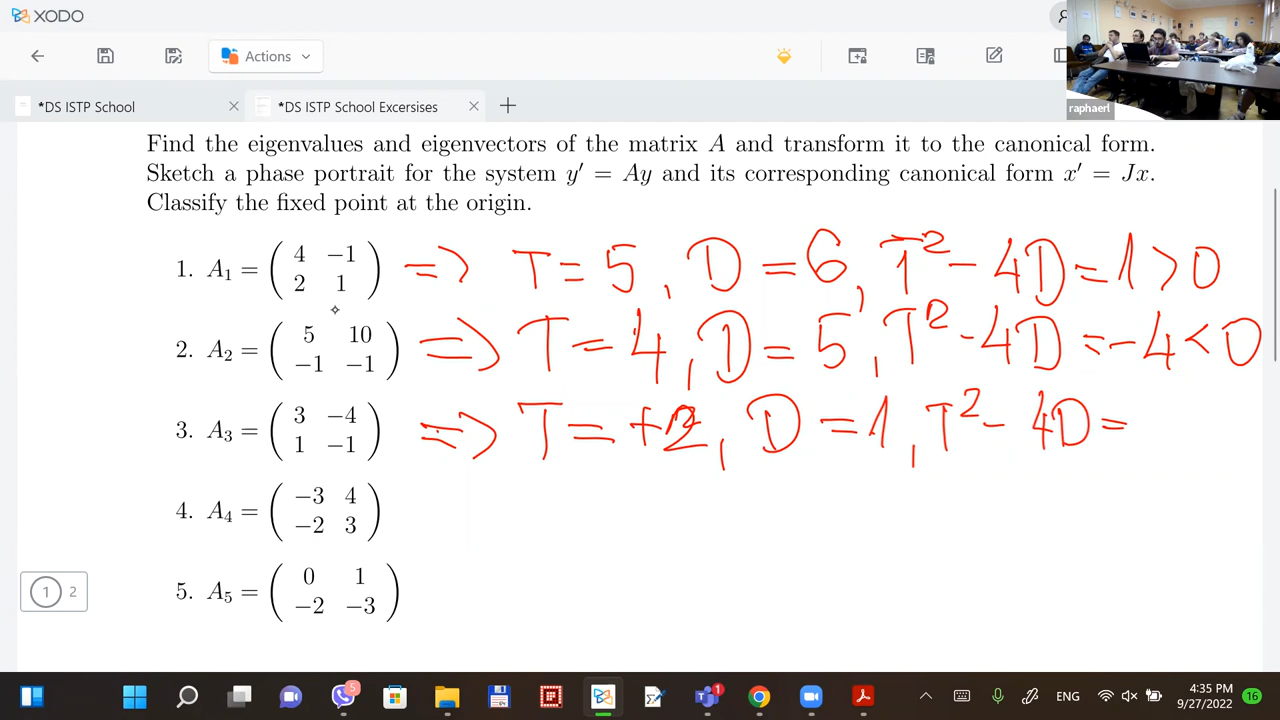 XODO
Actions
raphaerl
*DS ISTP School
*DS ISTP School Excersises
Find the eigenvalues and eigenvectors of the matrix A and transform it to the canonical form.
Sketch a phase portrait for the system y′ = Ay and its corresponding canonical form x′ = Jx.
Classify the fixed point at the origin.
1. A₁ = ( 4 −1 ; 2 1 ) => T = 5, D = 6, T² − 4D = 1 > 0
2. A₂ = ( 5 10 ; −1 −1 ) => T = 4, D = 5, T² − 4D = −4 < 0
3. A₃ = ( 3 −4 ; 1 −1 ) => T = +2, D = 1, T² − 4D =
4. A₄ = ( −3 4 ; −2 3 )
5. A₅ = ( 0 1 ; −2 −3 )
1 2
5
1
ENG
4:35 PM
9/27/2022
16